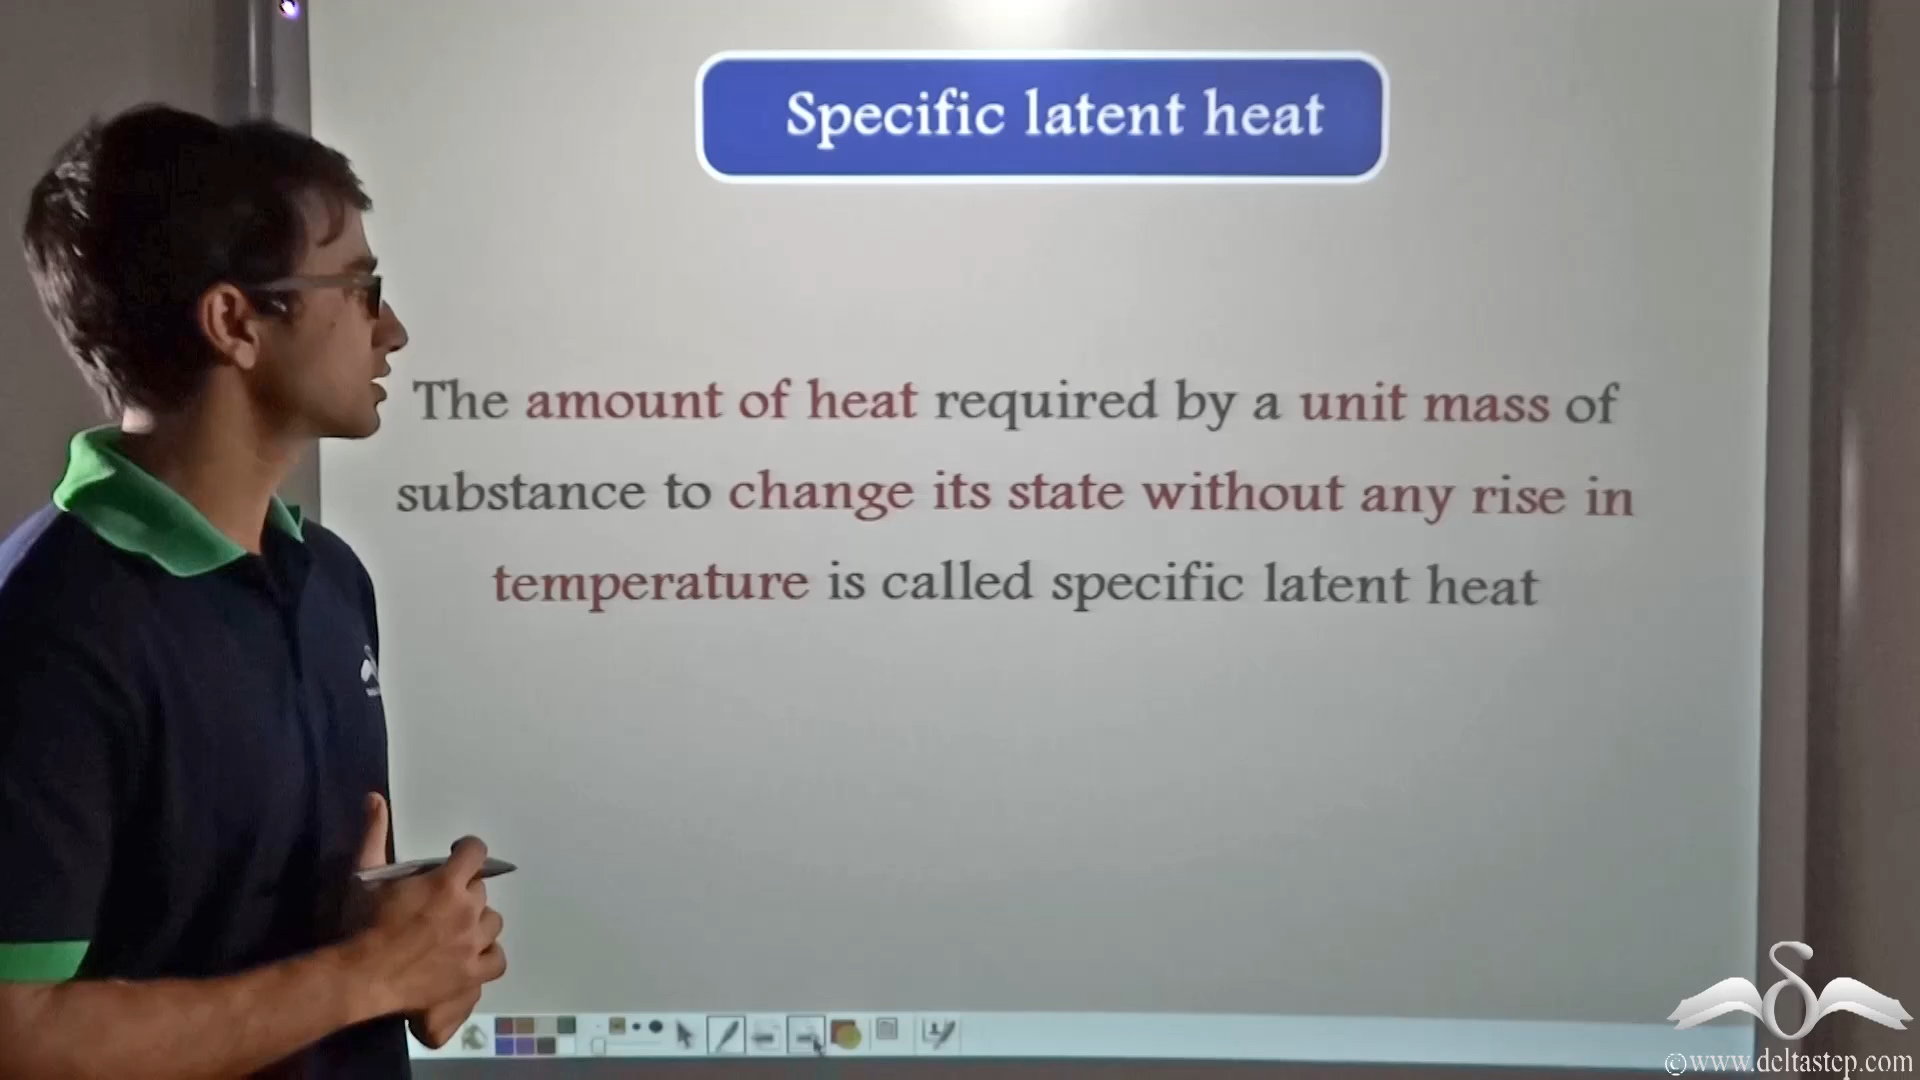 Specific latent heat
The amount of heat required by a unit mass of
substance to change its state without any rise in
temperature is called specific latent heat
©www.deltastep.com